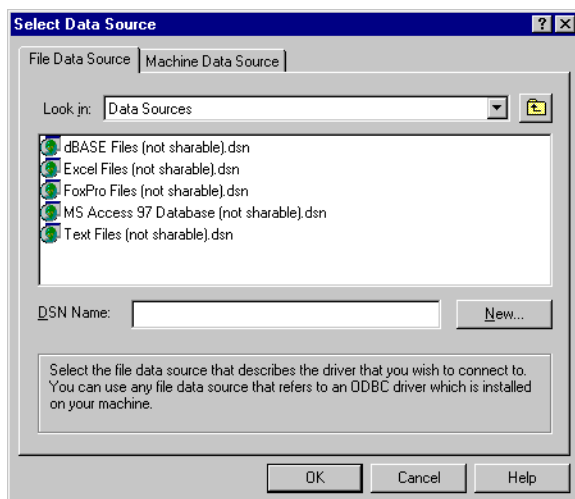 Select Data Source
File Data Source Machine Data Source
Look in: Data Sources
dBASE Files (not sharable).dsn
Excel Files (not sharable).dsn
FoxPro Files (not sharable).dsn
MS Access 97 Database (not sharable).dsn
Text Files (not sharable).dsn
DSN Name: New...
Select the file data source that describes the driver that you wish to connect to.
You can use any file data source that refers to an ODBC driver which is installed
on your machine.
OK Cancel Help